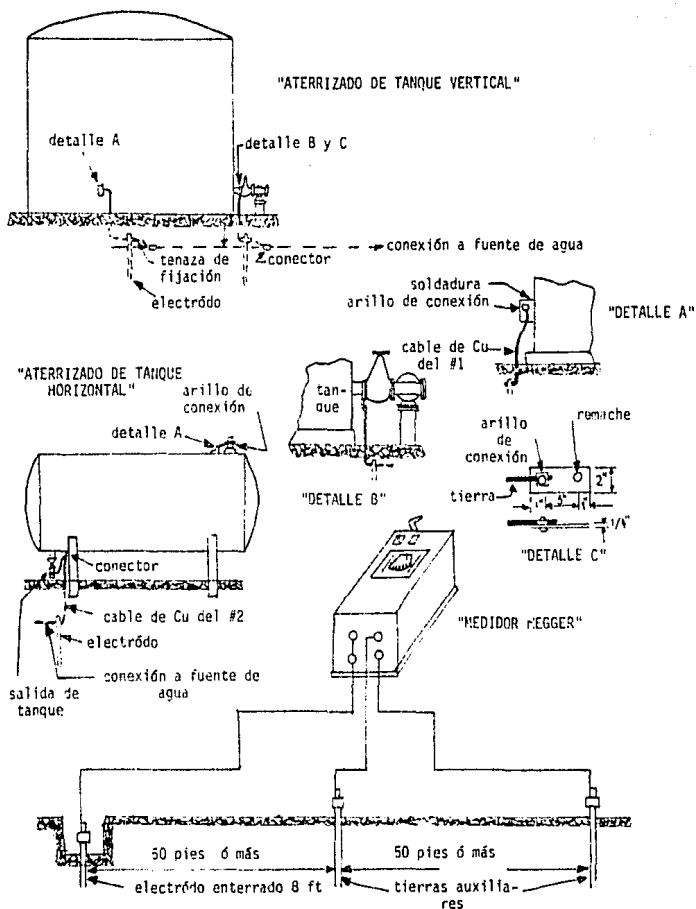 "ATERRIZADO DE TANQUE VERTICAL"
detalle A
detalle B y C
conexión a fuente de agua
tenaza de
fijación
conector
electródo
soldadura
arillo de conexión
"DETALLE A"
cable de Cu
del #1
"ATERRIZADO DE TANQUE
HORIZONTAL"
arillo de
conexión
detalle A
tan-
que
"DETALLE B"
arillo
de
conexión
remache
tierra
2"
1"
3"
1"
1/4"
"DETALLE C"
conector
cable de Cu del #2
electródo
conexión a fuente de
agua
salida de
tanque
"MEDIDOR MEGGER"
50 pies ó más
50 pies ó más
electródo enterrado 8 ft
tierras auxilia-
res